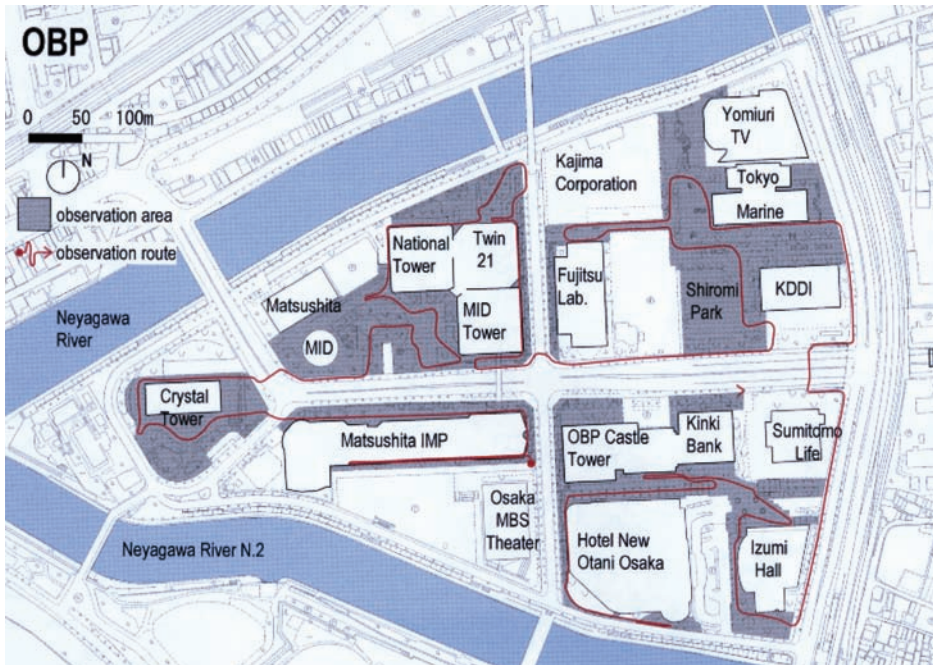 OBP
0 50 100m
N
observation area
observation route
Neyagawa
River
Matsushita
MID
National
Tower
Twin
21
MID
Tower
Kajima
Corporation
Fujitsu
Lab.
Shiromi
Park
Yomiuri
TV
Tokyo
Marine
KDDI
Crystal
Tower
Matsushita IMP
Osaka
MBS
Theater
OBP Castle
Tower
Kinki
Bank
Sumitomo
Life
Hotel New
Otani Osaka
Izumi
Hall
Neyagawa River N.2